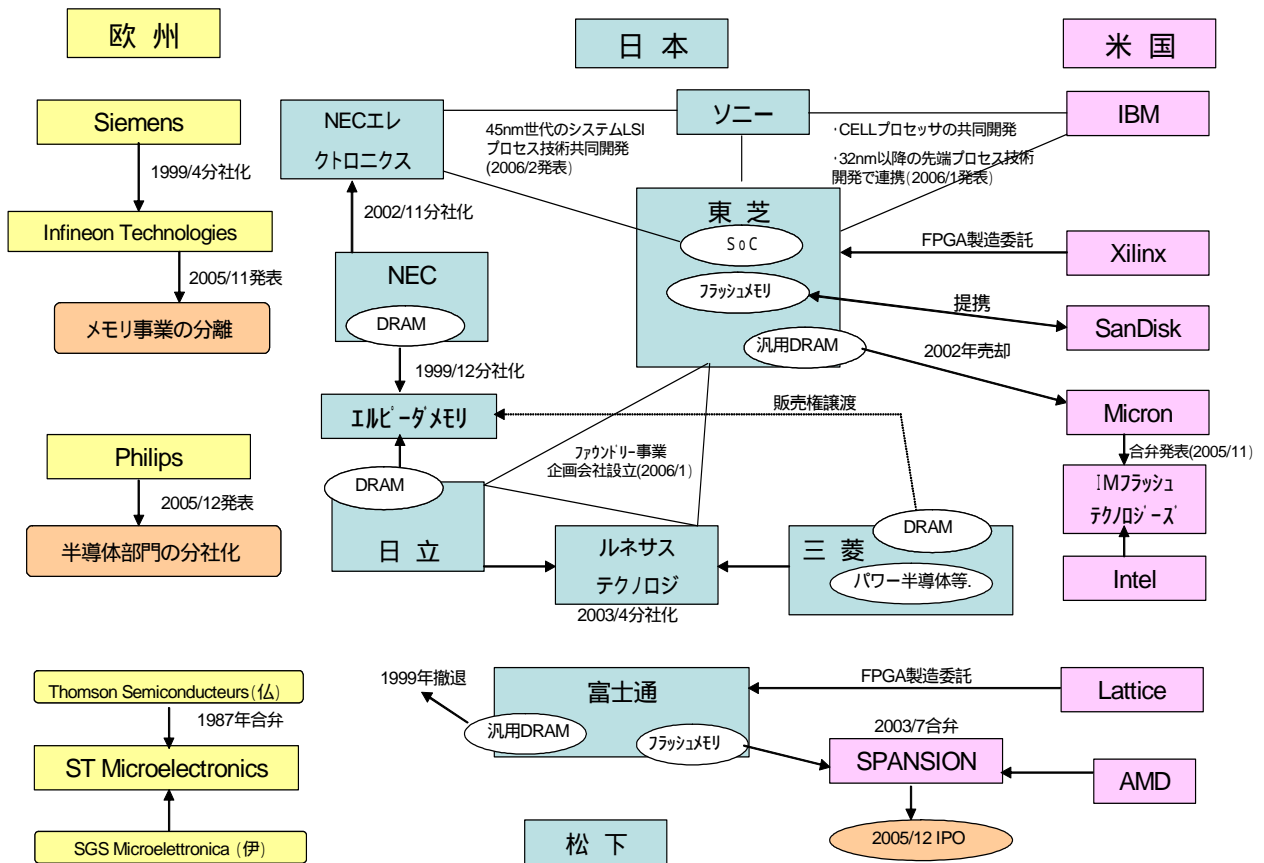 欧 州
日 本
米 国
Siemens
1999/4分社化
Infineon Technologies
2005/11発表
メモリ事業の分離
Philips
2005/12発表
半導体部門の分社化
Thomson Semiconducteurs(仏)
1987年合弁
ST Microelectronics
SGS Microelettronica (伊)
NECエレ
クトロニクス
2002/11分社化
NEC
DRAM
1999/12分社化
エルピーダメモリ
DRAM
日 立
45nm世代のシステムLSI
プロセス技術共同開発
(2006/2発表)
ソニー
・CELLプロセッサの共同開発
・32nm以降の先端プロセス技術
開発で連携(2006/1発表)
東 芝
SoC
フラッシュメモリ
汎用DRAM
FPGA製造委託
提携
2002年売却
販売権譲渡
ファウンドリー事業
企画会社設立(2006/1)
ルネサス
テクノロジ
2003/4分社化
DRAM
三 菱
パワー半導体等.
IBM
Xilinx
SanDisk
Micron
合弁発表(2005/11)
IMフラッシュ
テクノロジーズ
Intel
1999年撤退
富士通
汎用DRAM
フラッシュメモリ
FPGA製造委託
Lattice
2003/7合弁
SPANSION
AMD
2005/12 IPO
松 下